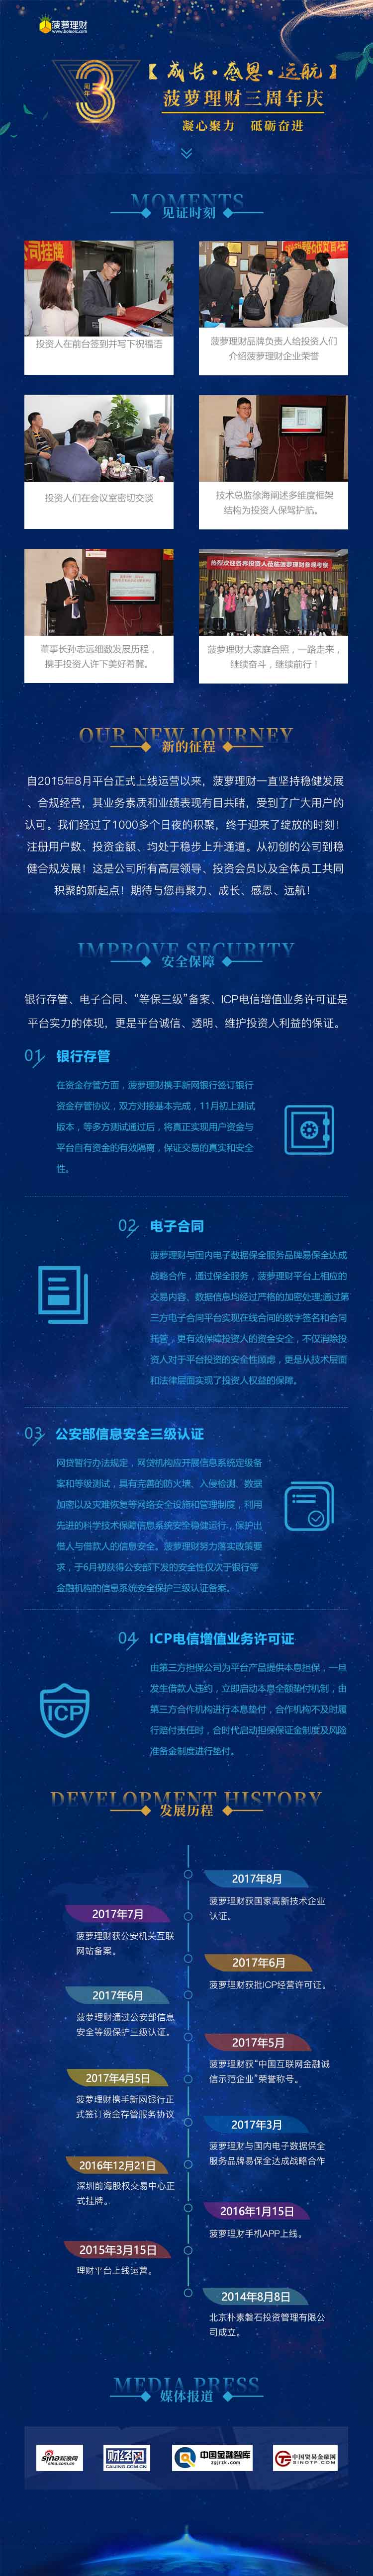 菠萝理财
www.boluolc.com
3
周年
【成长·感恩·远航】
菠萝理财三周年庆
凝心聚力 砥砺奋进
MOMENTS
见证时刻
公司挂牌
投资人在前台签到并写下祝福语
菠萝理财品牌负责人给投资人们
介绍菠萝理财企业荣誉
投资人们在会议室密切交谈
技术总监徐海阐述多维度框架
结构为投资人保驾护航。
董事长孙志远细数发展历程，
携手投资人许下美好希冀。
热烈欢迎各界投资人莅临菠萝理财参观考察
菠萝理财大家庭合照，一路走来，
继续奋斗，继续前行！
OUR NEW JOURNEY
新的征程
自2015年8月平台正式上线运营以来，菠萝理财一直坚持稳健发展
、合规经营，其业务素质和业绩表现有目共睹，受到了广大用户的
认可。我们经过了1000多个日夜的积聚，终于迎来了绽放的时刻！
注册用户数、投资金额、均处于稳步上升通道。从初创的公司到稳
健合规发展！这是公司所有高层领导、投资会员以及全体员工共同
积聚的新起点！期待与您再聚力、成长、感恩、远航！
IMPROVE SECURITY
安全保障
银行存管、电子合同、“等保三级”备案、ICP电信增值业务许可证是
平台实力的体现，更是平台诚信、透明、维护投资人利益的保证。
01 银行存管
在资金存管方面，菠萝理财携手新网银行签订银行
资金存管协议，双方对接基本完成，11月初上测试
版本，等多方测试通过后，将真正实现用户资金与
平台自有资金的有效隔离，保证交易的真实和安全
性。
02 电子合同
菠萝理财与国内电子数据保全服务品牌易保全达成
战略合作，通过保全服务，菠萝理财平台上相应的
交易内容、数据信息均经过严格的加密处理;通过第
三方电子合同平台实现在线合同的数字签名和合同
托管，更有效保障投资人的资金安全，不仅消除投
资人对于平台投资的安全性顾虑，更是从技术层面
和法律层面实现了投资人权益的保障。
03 公安部信息安全三级认证
网贷暂行办法规定，网贷机构应开展信息系统定级备
案和等级测试，具有完善的防火墙、入侵检测、数据
加密以及灾难恢复等网络安全设施和管理制度，利用
先进的科学技术保障信息系统安全稳健运行，保护出
借人与借款人的信息安全。菠萝理财努力落实政策要
求，于6月初获得公安部下发的安全性仅次于银行等
金融机构的信息系统安全保护三级认证备案。
04 ICP电信增值业务许可证
ICP
由第三方担保公司为平台产品提供本息担保，一旦
发生借款人违约，立即启动本息全额垫付机制，由
第三方合作机构进行本息垫付，合作机构不及时履
行赔付责任时，合时代启动担保保证金制度及风险
准备金制度进行垫付。
DEVELOPMENT HISTORY
发展历程
2017年8月
菠萝理财获国家高新技术企业
认证。
2017年7月
菠萝理财获公安机关互联
网站备案。
2017年6月
菠萝理财获批ICP经营许可证。
2017年6月
菠萝理财通过公安部信息
安全等级保护三级认证。
2017年5月
菠萝理财获“中国互联网金融诚
信示范企业”荣誉称号。
2017年4月5日
菠萝理财携手新网银行正
式签订资金存管服务协议
2017年3月
菠萝理财与国内电子数据保全
服务品牌易保全达成战略合作
2016年12月21日
深圳前海股权交易中心正
式挂牌。
2016年1月15日
菠萝理财手机APP上线。
2015年3月15日
理财平台上线运营。
2014年8月8日
北京朴素磐石投资管理有限公
司成立。
MEDIA PRESS
媒体报道
sina新浪网
sina.com.cn
财经网
CAIJING.COM.CN
中国金融智库
zgjrzk.com
中国贸易金融网
SINOTF.COM